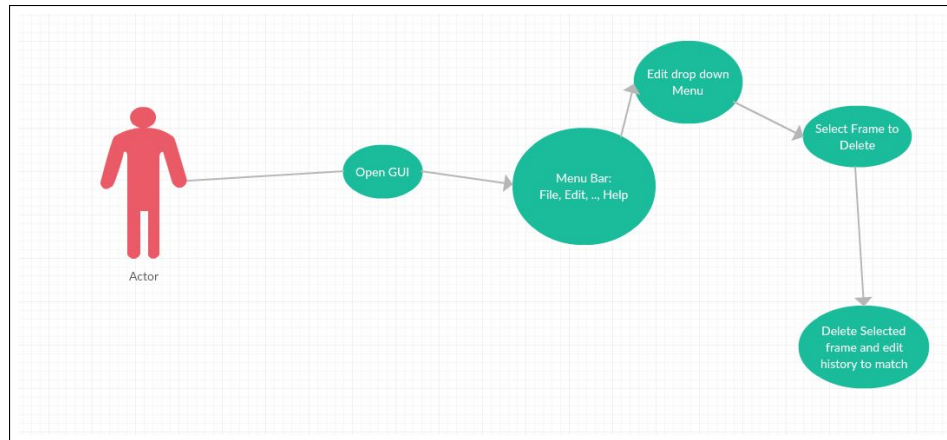 Edit drop down
Menu
Select Frame to
Delete
Open GUI
Menu Bar:
File, Edit, .., Help
Actor
Delete Selected
frame and edit
history to match